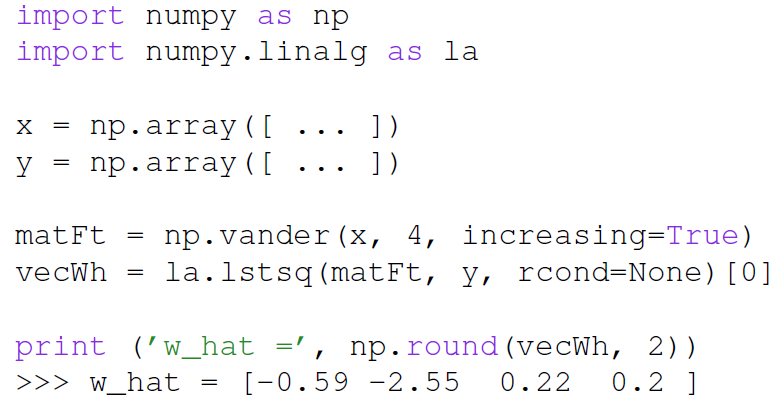 import numpy as np
import numpy.linalg as la
x = np.array([ ... ])
y = np.array([ ... ])
matFt = np.vander(x, 4, increasing=True)
vecWh = la.lstsq(matFt, y, rcond=None)[0]
print (’w_hat =’, np.round(vecWh, 2))
>>> w_hat = [-0.59 -2.55  0.22  0.2 ]